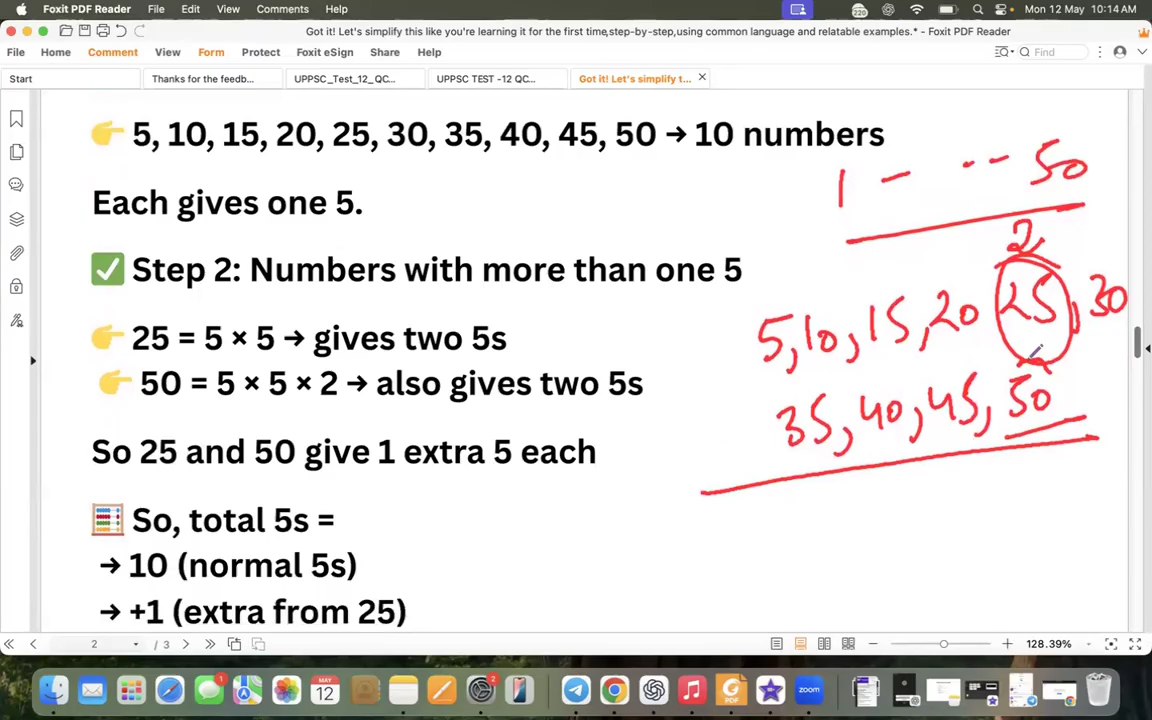 Foxit PDF Reader File Edit View Comments Help Mon 12 May 10:14 AM
Got it! Let's simplify this like you're learning it for the first time,step-by-step,using common language and relatable examples.* - Foxit PDF Reader
File Home Comment View Form Protect Foxit eSign Share Help Find
Start Thanks for the feedb... UPPSC_Test_12_QC... UPPSC TEST -12 QC... Got it! Let's simplify t...
👉 5, 10, 15, 20, 25, 30, 35, 40, 45, 50 → 10 numbers
1 - - - 50
Each gives one 5.
2
✅ Step 2: Numbers with more than one 5
5,10,15,20 25,30
👉 25 = 5 × 5 → gives two 5s
👉 50 = 5 × 5 × 2 → also gives two 5s
35,40,45,50
So 25 and 50 give 1 extra 5 each
🧮 So, total 5s =
→ 10 (normal 5s)
→ +1 (extra from 25)
2 / 3 128.39%
MAY
12
zoom